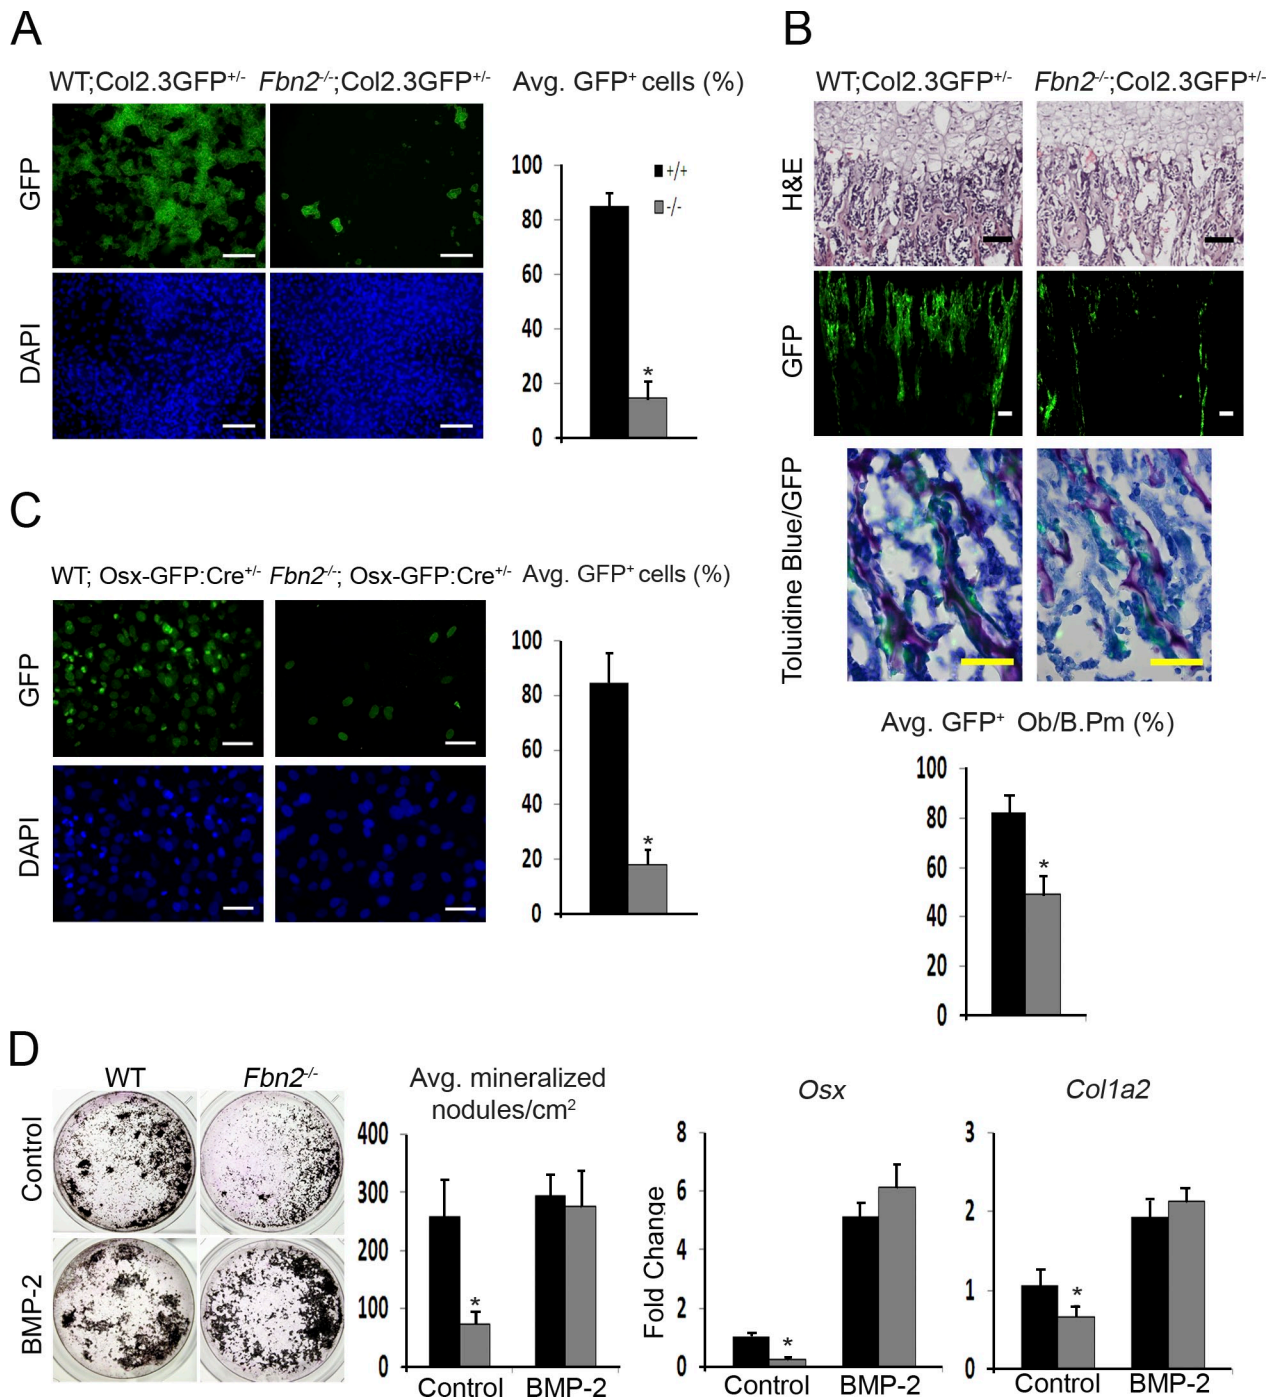 A
WT;Col2.3GFP+/- Fbn2-/-;Col2.3GFP+/- Avg. GFP+ cells (%)
GFP
DAPI
100
80
60
40
20
0
+/+
-/-
*
B
WT;Col2.3GFP+/- Fbn2-/-;Col2.3GFP+/-
H&E
GFP
Toluidine Blue/GFP
Avg. GFP+ Ob/B.Pm (%)
100
80
60
40
20
0
*
C
WT; Osx-GFP:Cre+/- Fbn2-/-; Osx-GFP:Cre+/- Avg. GFP+ cells (%)
GFP
DAPI
100
80
60
40
20
0
*
D
WT Fbn2-/-
Control
BMP-2
Avg. mineralized
nodules/cm2
400
300
200
100
0
*
Control BMP-2
Osx
Fold Change
8
6
4
2
0
*
Control BMP-2
Col1a2
3
2
1
0
*
Control BMP-2